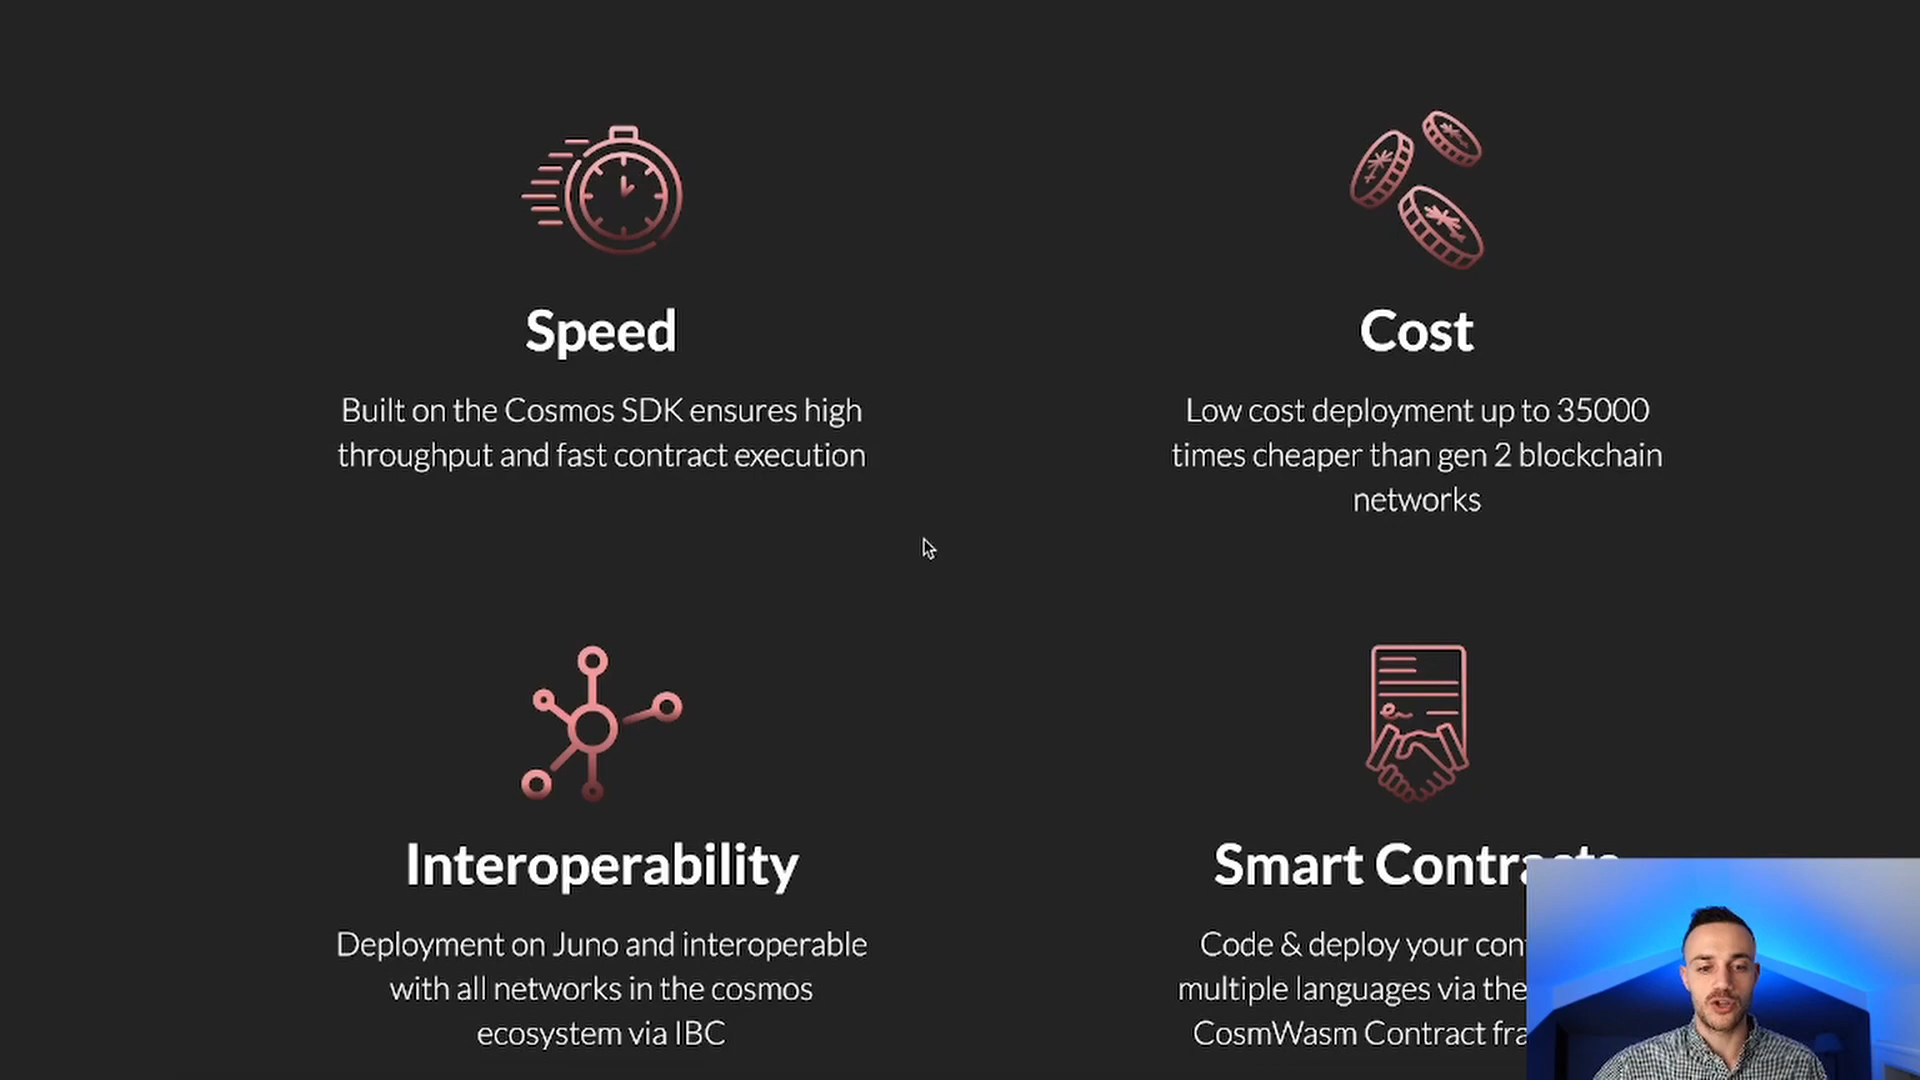 Speed
Built on the Cosmos SDK ensures high
throughput and fast contract execution
Cost
Low cost deployment up to 35000
times cheaper than gen 2 blockchain
networks
Interoperability
Deployment on Juno and interoperable
with all networks in the cosmos
ecosystem via IBC
Smart Contracts
Code & deploy your
multiple languages via the
CosmWasm Contract